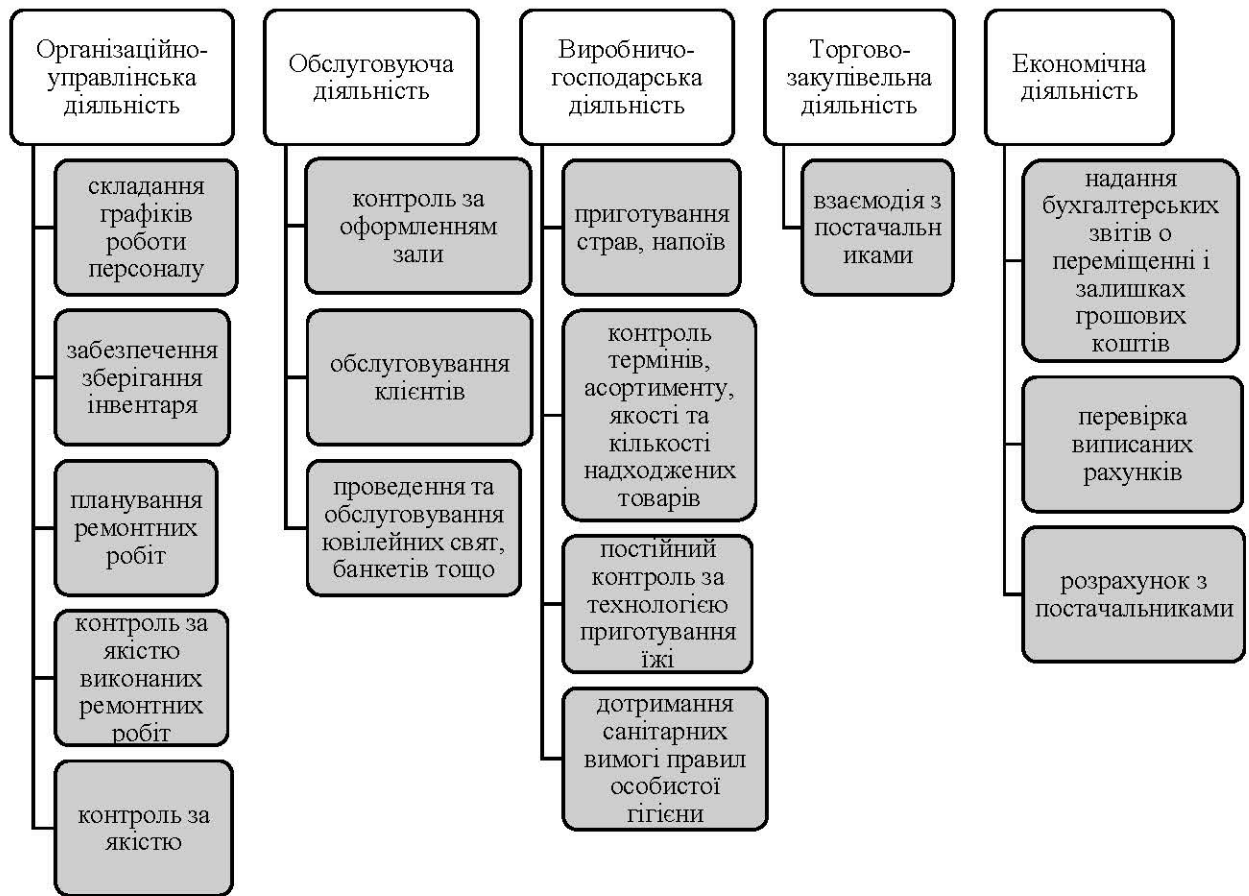 Організаційно-
управлінська
діяльність
складання
графіків
роботи
персоналу
забезпечення
зберігання
інвентаря
планування
ремонтних
робіт
контроль за
якістю
виконаних
ремонтних
робіт
контроль за
якістю
Обслуговуюча
діяльність
контроль за
оформленням
зали
обслуговування
клієнтів
проведення та
обслуговування
ювілейних свят,
банкетів тощо
Виробничо-
господарська
діяльність
приготування
страв, напоїв
контроль
термінів,
асортименту,
якості та
кількості
надходжених
товарів
постійний
контроль за
технологією
приготування
їжі
дотримання
санітарних
вимогі правил
особистої
гігієни
Торгово-
закупівельна
діяльність
взаємодія з
постачальн
иками
Економічна
діяльність
надання
бухгалтерських
звітів о
переміщенні і
залишках
грошових
коштів
перевірка
виписаних
рахунків
розрахунок з
постачальниками